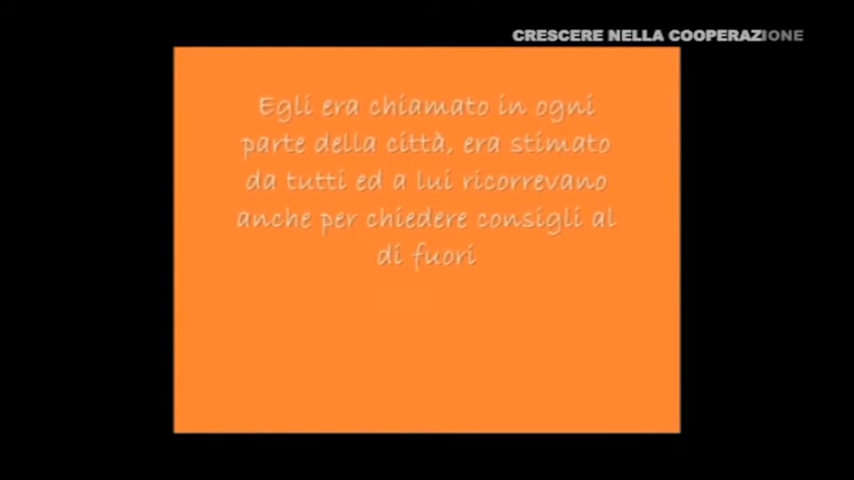 CRESCERE NELLA COOPERAZIONE
Egli era chiamato in ogni
parte della città, era stimato
da tutti ed a lui ricorrevano
anche per chiedere consigli al
di fuori